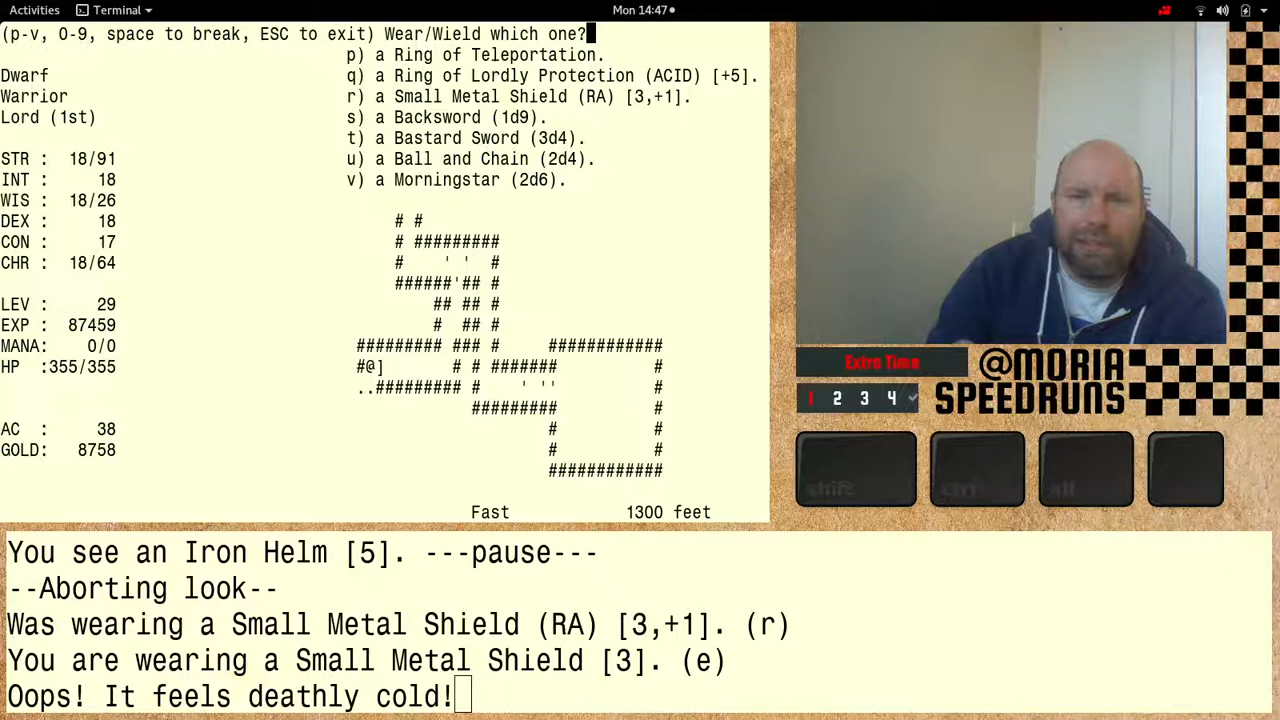 Activities Terminal Mon 14:47
(p-v, 0-9, space to break, ESC to exit) Wear/Wield which one?
p) a Ring of Teleportation.
Dwarf q) a Ring of Lordly Protection (ACID) [+5].
Warrior r) a Small Metal Shield (RA) [3,+1].
Lord (1st) s) a Backsword (1d9).
t) a Bastard Sword (3d4).
STR : 18/91 u) a Ball and Chain (2d4).
INT : 18 v) a Morningstar (2d6).
WIS : 18/26
DEX : 18 # #
CON : 17 # #########
CHR : 18/64 # ' ' #
######'## #
LEV : 29 ## ## #
EXP : 87459 # ## #
MANA: 0/0 ######### ### # ############
HP :355/355 #@] # # ####### #
..######### # ' '' #
######### #
AC : 38 # #
GOLD: 8758 # #
############
Fast 1300 feet
You see an Iron Helm [5]. ---pause---
--Aborting look--
Was wearing a Small Metal Shield (RA) [3,+1]. (r)
You are wearing a Small Metal Shield [3]. (e)
Oops! It feels deathly cold!
Extra Time
1 2 3 4
@MORIA
SPEEDRUNS
shift ctrl alt